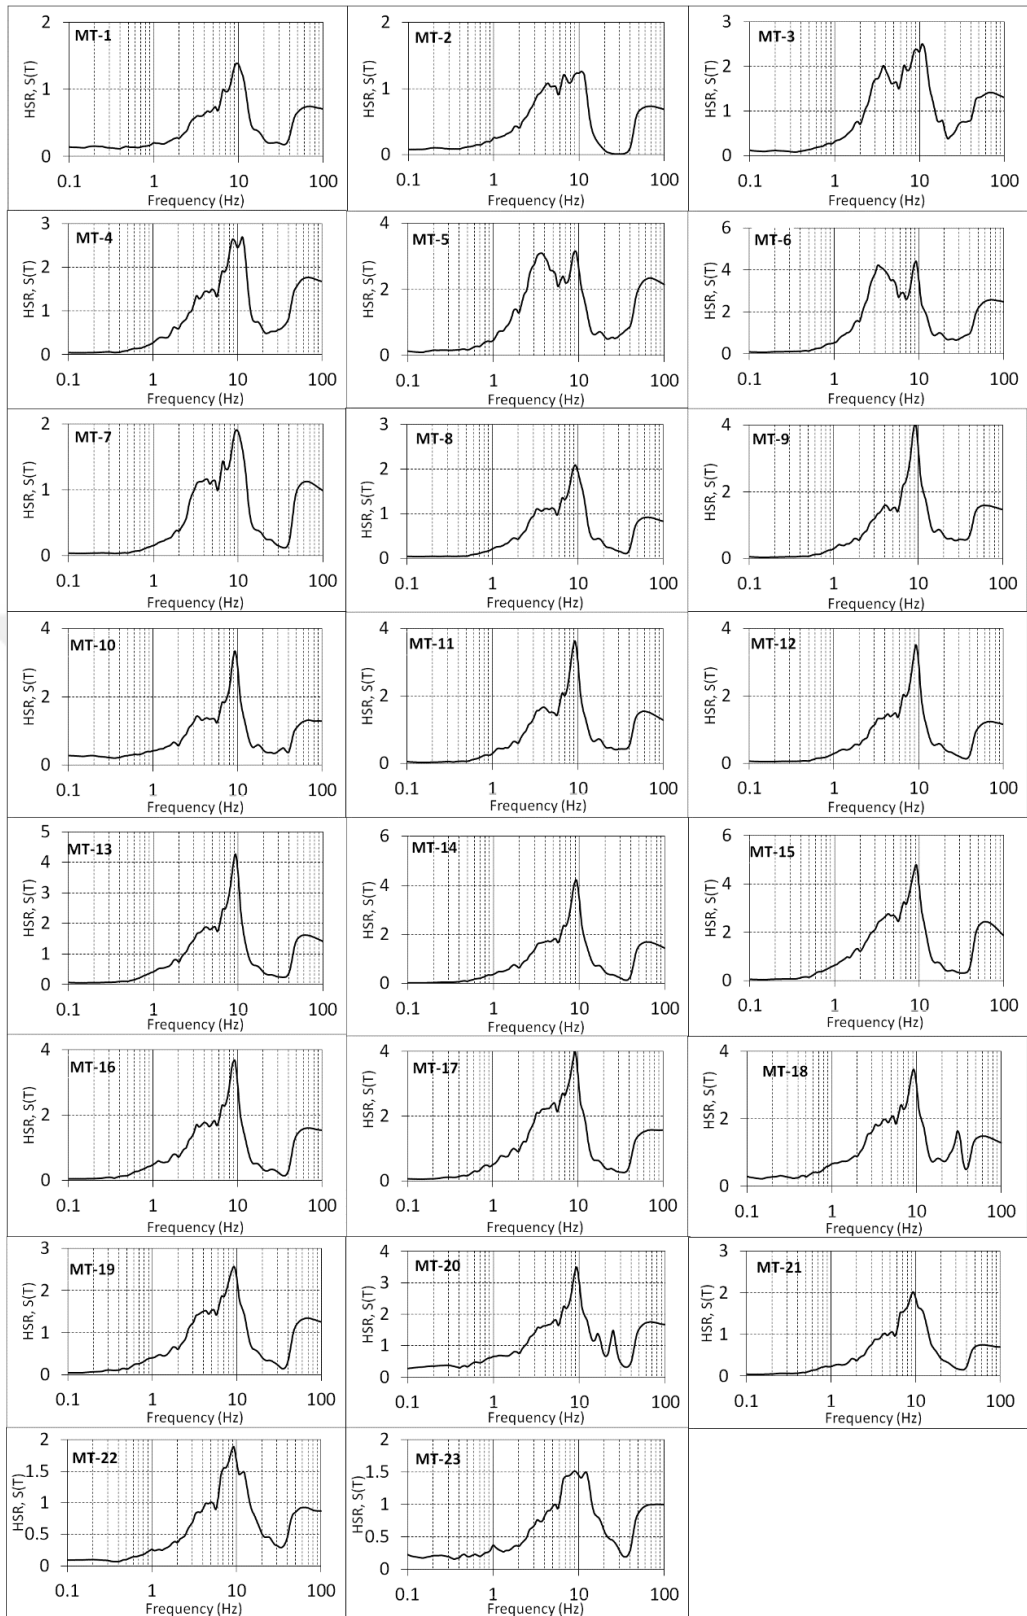 MT-1
HSR, S(T)
2
1
0
0.1 1 10 100
Frequency (Hz)
MT-2
HSR, S(T)
2
1
0
0.1 1 10 100
Frequency (Hz)
MT-3
HSR, S(T)
3
2
1
0
0.1 1 10 100
Frequency (Hz)
MT-4
HSR, S(T)
3
2
1
0
0.1 1 10 100
Frequency (Hz)
MT-5
HSR, S(T)
4
2
0
0.1 1 10 100
Frequency (Hz)
MT-6
HSR, S(T)
6
4
2
0
0.1 1 10 100
Frequency (Hz)
MT-7
HSR, S(T)
2
1
0
0.1 1 10 100
Frequency (Hz)
MT-8
HSR, S(T)
3
2
1
0
0.1 1 10 100
Frequency (Hz)
MT-9
HSR, S(T)
4
2
0
0.1 1 10 100
Frequency (Hz)
MT-10
HSR, S(T)
4
2
0
0.1 1 10 100
Frequency (Hz)
MT-11
HSR, S(T)
4
2
0
0.1 1 10 100
Frequency (Hz)
MT-12
HSR, S(T)
4
2
0
0.1 1 10 100
Frequency (Hz)
MT-13
HSR, S(T)
5
4
3
2
1
0
0.1 1 10 100
Frequency (Hz)
MT-14
HSR, S(T)
6
4
2
0
0.1 1 10 100
Frequency (Hz)
MT-15
HSR, S(T)
6
4
2
0
0.1 1 10 100
Frequency (Hz)
MT-16
HSR, S(T)
4
2
0
0.1 1 10 100
Frequency (Hz)
MT-17
HSR, S(T)
4
2
0
0.1 1 10 100
Frequency (Hz)
MT-18
HSR, S(T)
4
2
0
0.1 1 10 100
Frequency (Hz)
MT-19
HSR, S(T)
3
2
1
0
0.1 1 10 100
Frequency (Hz)
MT-20
HSR, S(T)
4
3
2
1
0
0.1 1 10 100
Frequency (Hz)
MT-21
HSR, S(T)
3
2
1
0
0.1 1 10 100
Frequency (Hz)
MT-22
HSR, S(T)
2
1.5
1
0.5
0
0.1 1 10 100
Frequency (Hz)
MT-23
HSR, S(T)
2
1.5
1
0.5
0
0.1 1 10 100
Frequency (Hz)